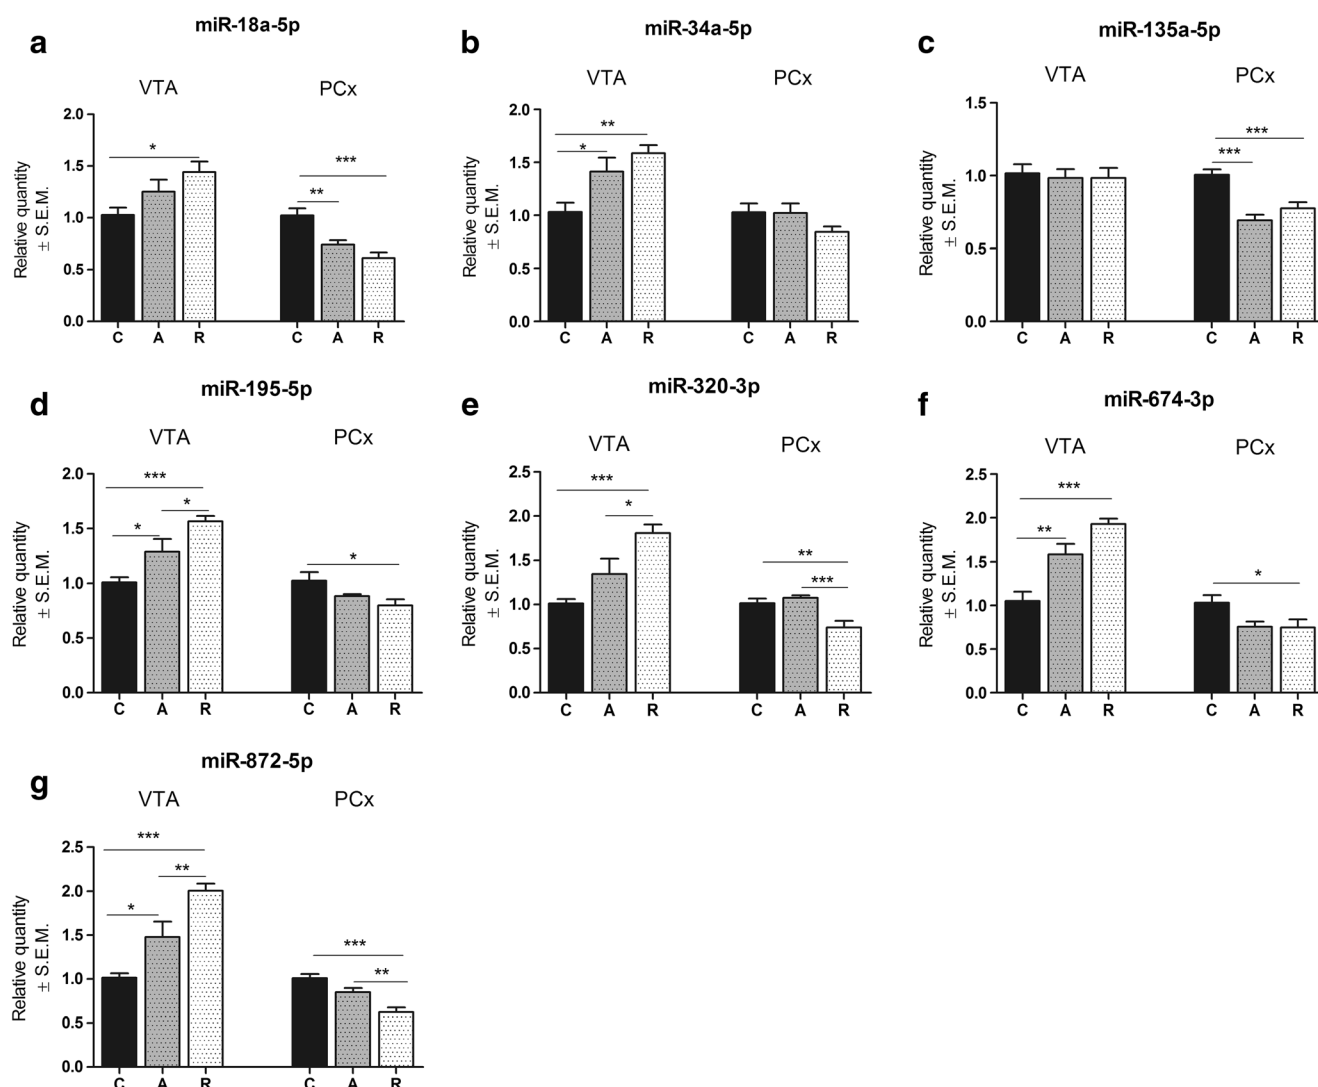 a
miR-18a-5p
VTA PCx
Relative quantity
± S.E.M.
2.0
1.5
1.0
0.5
0.0
*
**
***
C A R C A R
b
miR-34a-5p
VTA PCx
Relative quantity
± S.E.M.
2.0
1.5
1.0
0.5
0.0
**
*
C A R C A R
c
miR-135a-5p
VTA PCx
Relative quantity
± S.E.M.
1.5
1.0
0.5
0.0
***
***
C A R C A R
d
miR-195-5p
VTA PCx
Relative quantity
± S.E.M.
2.0
1.5
1.0
0.5
0.0
***
*
*
*
C A R C A R
e
miR-320-3p
VTA PCx
Relative quantity
± S.E.M.
2.5
2.0
1.5
1.0
0.5
0.0
***
*
**
***
C A R C A R
f
miR-674-3p
VTA PCx
Relative quantity
± S.E.M.
2.5
2.0
1.5
1.0
0.5
0.0
***
**
*
C A R C A R
g
miR-872-5p
VTA PCx
Relative quantity
± S.E.M.
2.5
2.0
1.5
1.0
0.5
0.0
***
**
*
***
**
C A R C A R